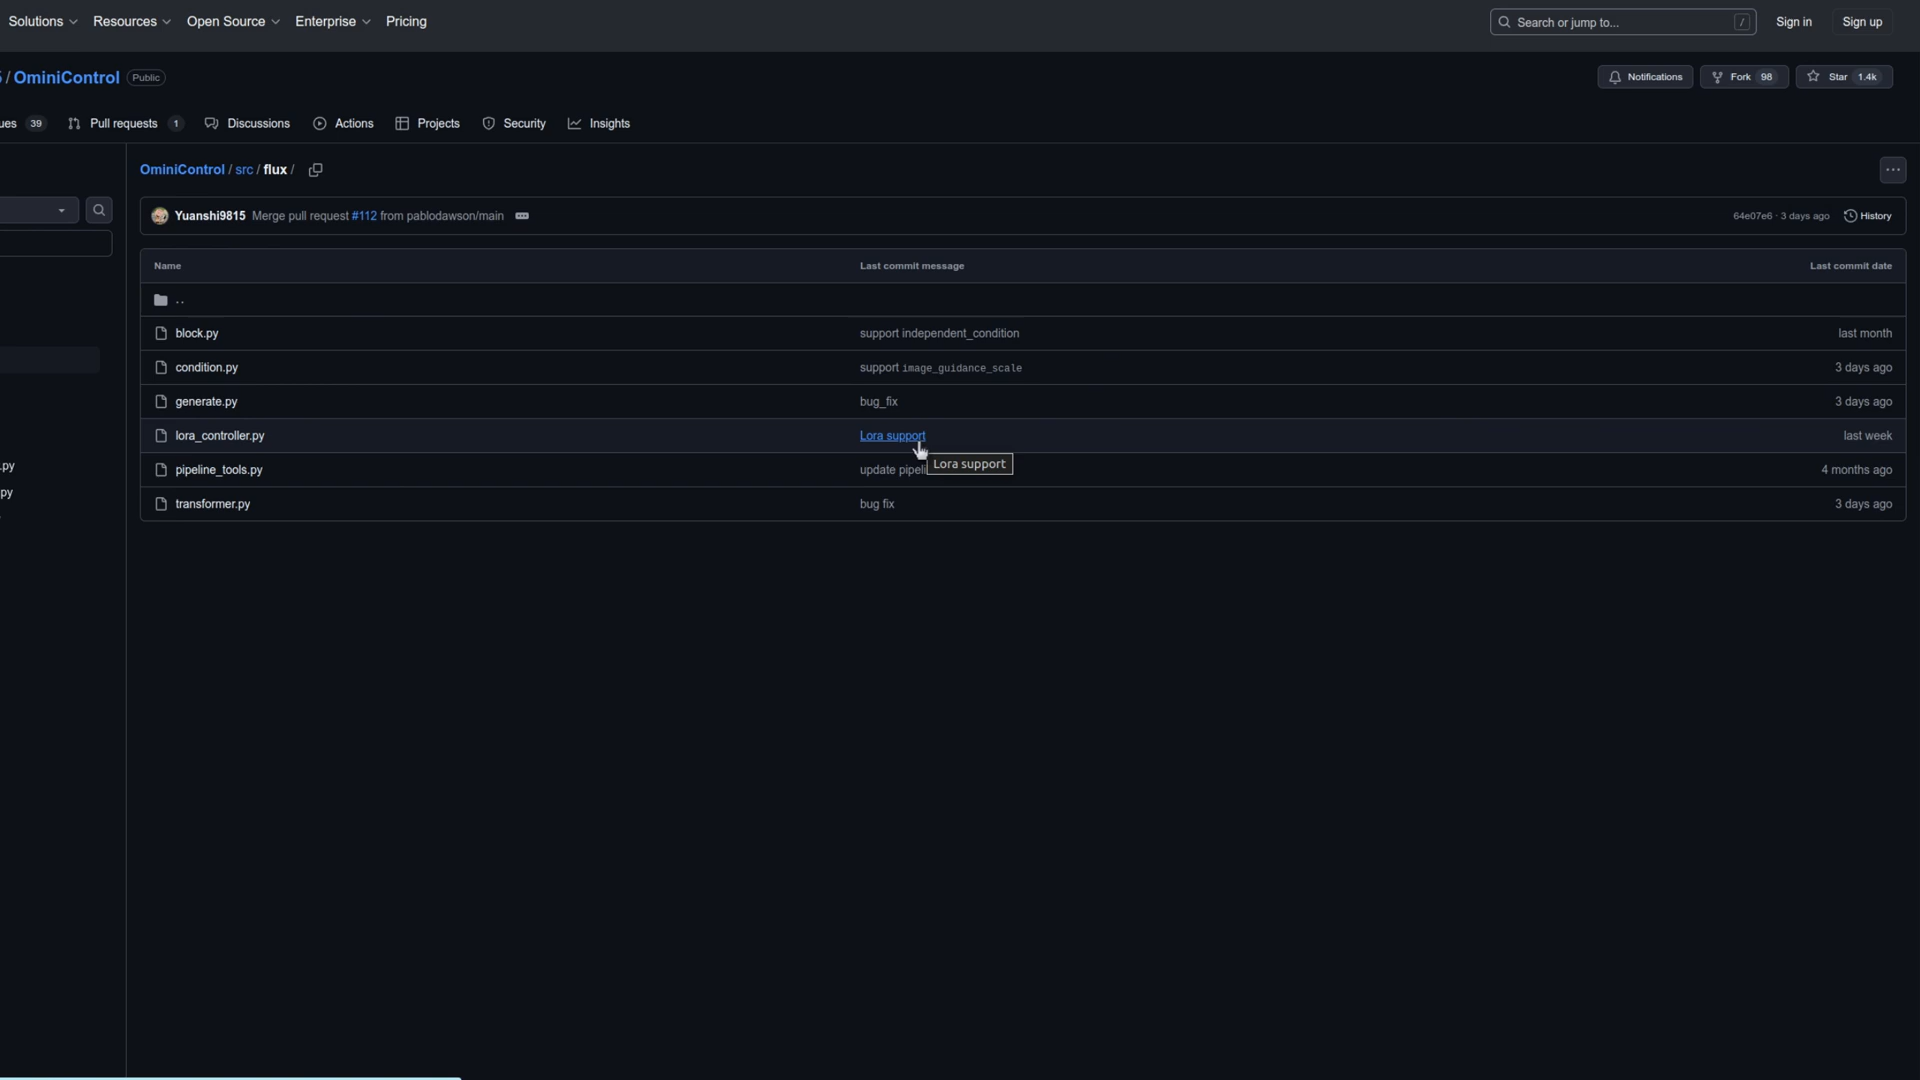 Solutions Resources Open Source Enterprise Pricing Search or jump to... / Sign in Sign up
/ OminiControl Public Notifications Fork 98 Star 1.4k
ues 39 Pull requests 1 Discussions Actions Projects Security Insights
OminiControl / src / flux / ...
Yuanshi9815 Merge pull request #112 from pablodawson/main ... 64e07e6 · 3 days ago History
Name Last commit message Last commit date
..
block.py support independent_condition last month
condition.py support image_guidance_scale 3 days ago
generate.py bug_fix 3 days ago
lora_controller.py Lora support last week
Lora support
.py
pipeline_tools.py update pipeli 4 months ago
py
transformer.py bug fix 3 days ago